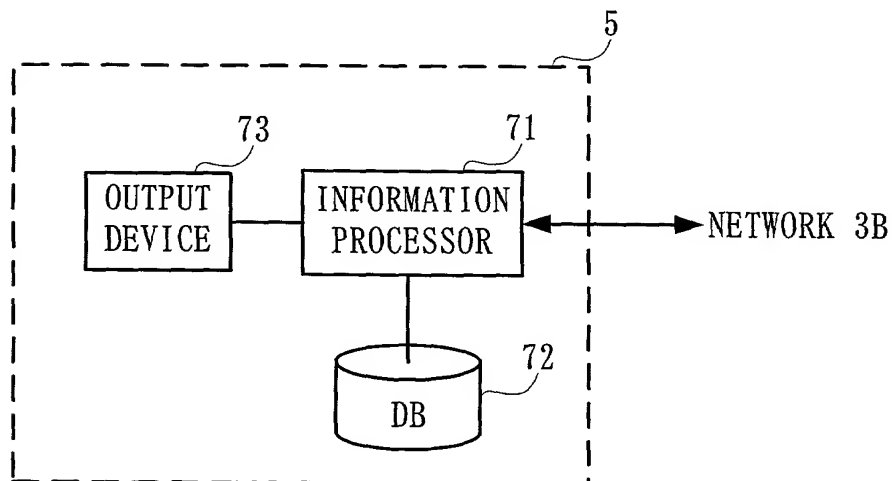 5
73
71
OUTPUT
DEVICE
INFORMATION
PROCESSOR
NETWORK 3B
72
DB